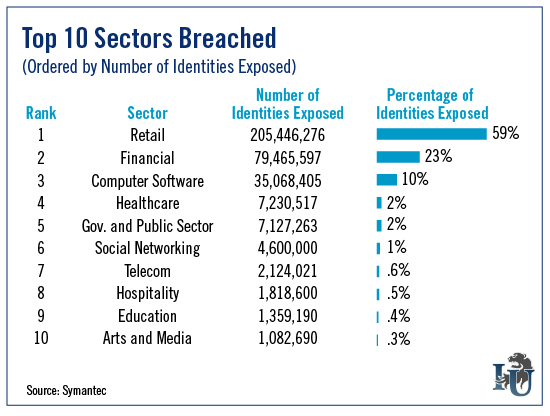 Top 10 Sectors Breached
(Ordered by Number of Identities Exposed)
Rank Sector Number of Identities Exposed Percentage of Identities Exposed
1 Retail 205,446,276 59%
2 Financial 79,465,597 23%
3 Computer Software 35,068,405 10%
4 Healthcare 7,230,517 2%
5 Gov. and Public Sector 7,127,263 2%
6 Social Networking 4,600,000 1%
7 Telecom 2,124,021 .6%
8 Hospitality 1,818,600 .5%
9 Education 1,359,190 .4%
10 Arts and Media 1,082,690 .3%
Source: Symantec
IU